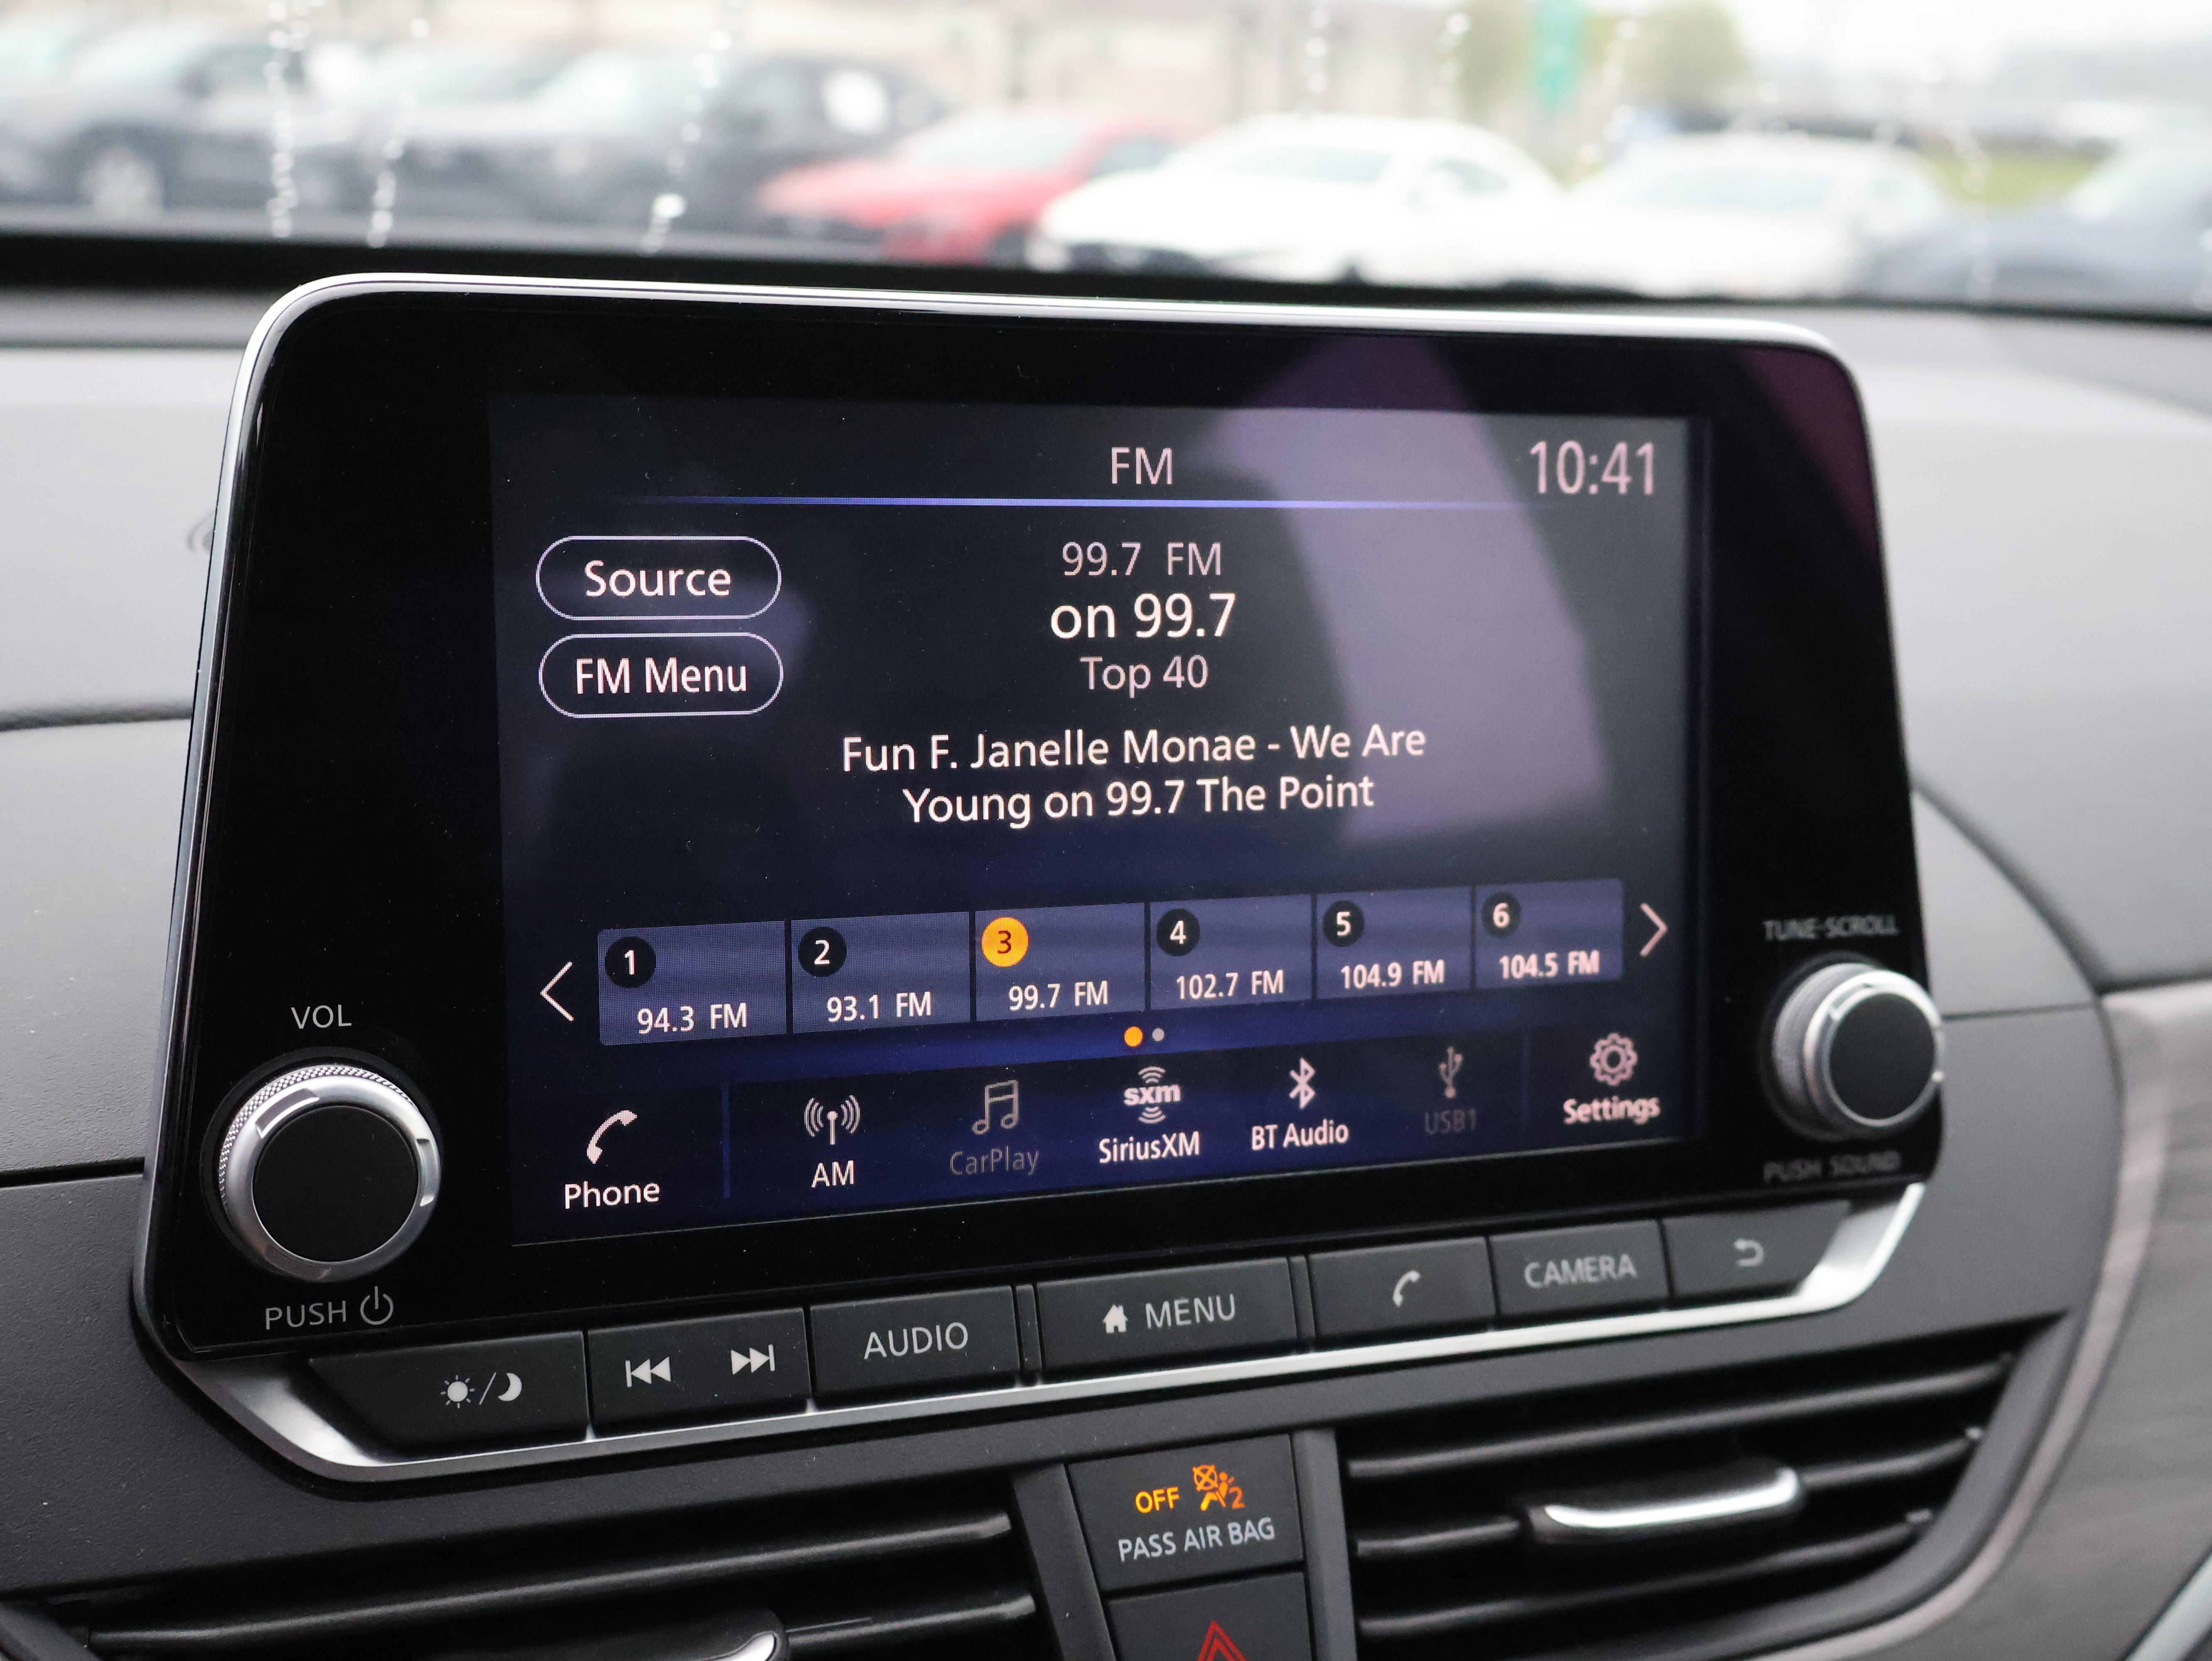 FM
10:41
Source
FM Menu
99.7 FM
on 99.7
Top 40
Fun F. Janelle Monae - We Are
Young on 99.7 The Point
1
94.3 FM
2
93.1 FM
3
99.7 FM
4
102.7 FM
5
104.9 FM
6
104.5 FM
Phone
AM
CarPlay
sxm
SiriusXM
BT Audio
USB1
Settings
VOL
PUSH
TUNE·SCROLL
PUSH SOUND
AUDIO
MENU
CAMERA
OFF 2
PASS AIR BAG